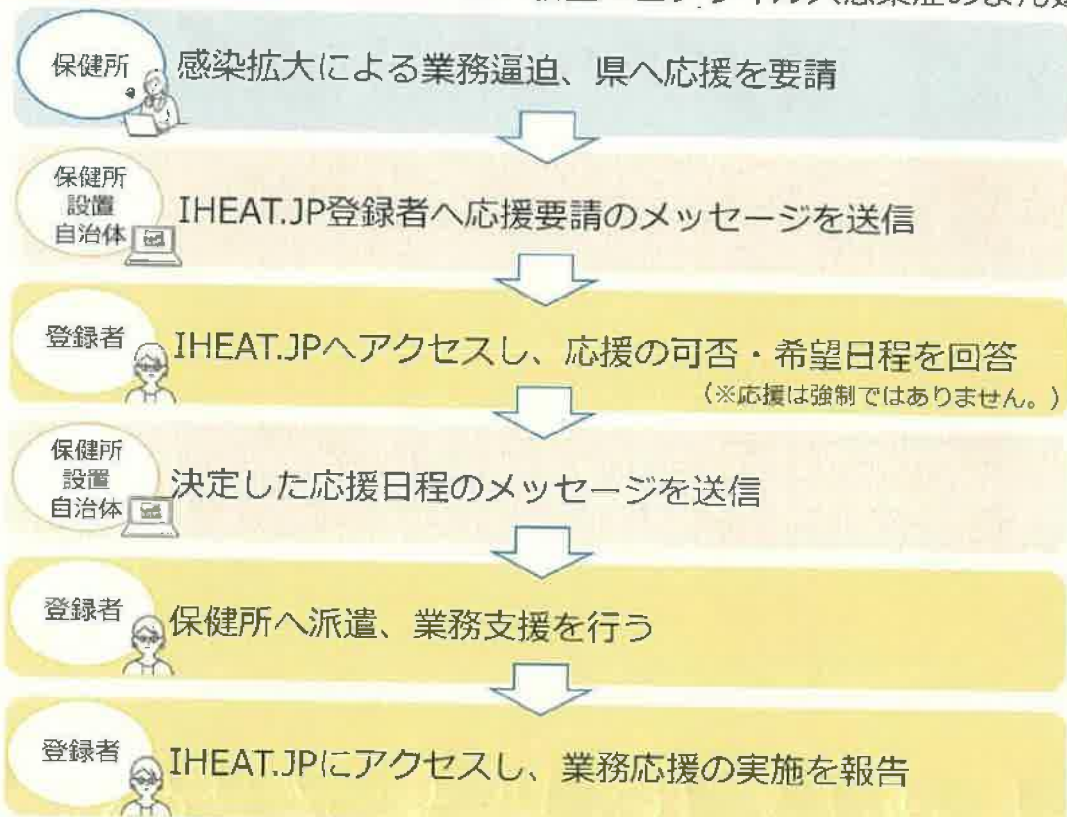 保健所
感染拡大による業務逼迫、県へ応援を要請
保健所
設置
自治体
IHEAT.JP登録者へ応援要請のメッセージを送信
登録者
IHEAT.JPへアクセスし、応援の可否・希望日程を回答
（※応援は強制ではありません。）
保健所
設置
自治体
決定した応援日程のメッセージを送信
登録者
保健所へ派遣、業務支援を行う
登録者
IHEAT.JPにアクセスし、業務応援の実施を報告